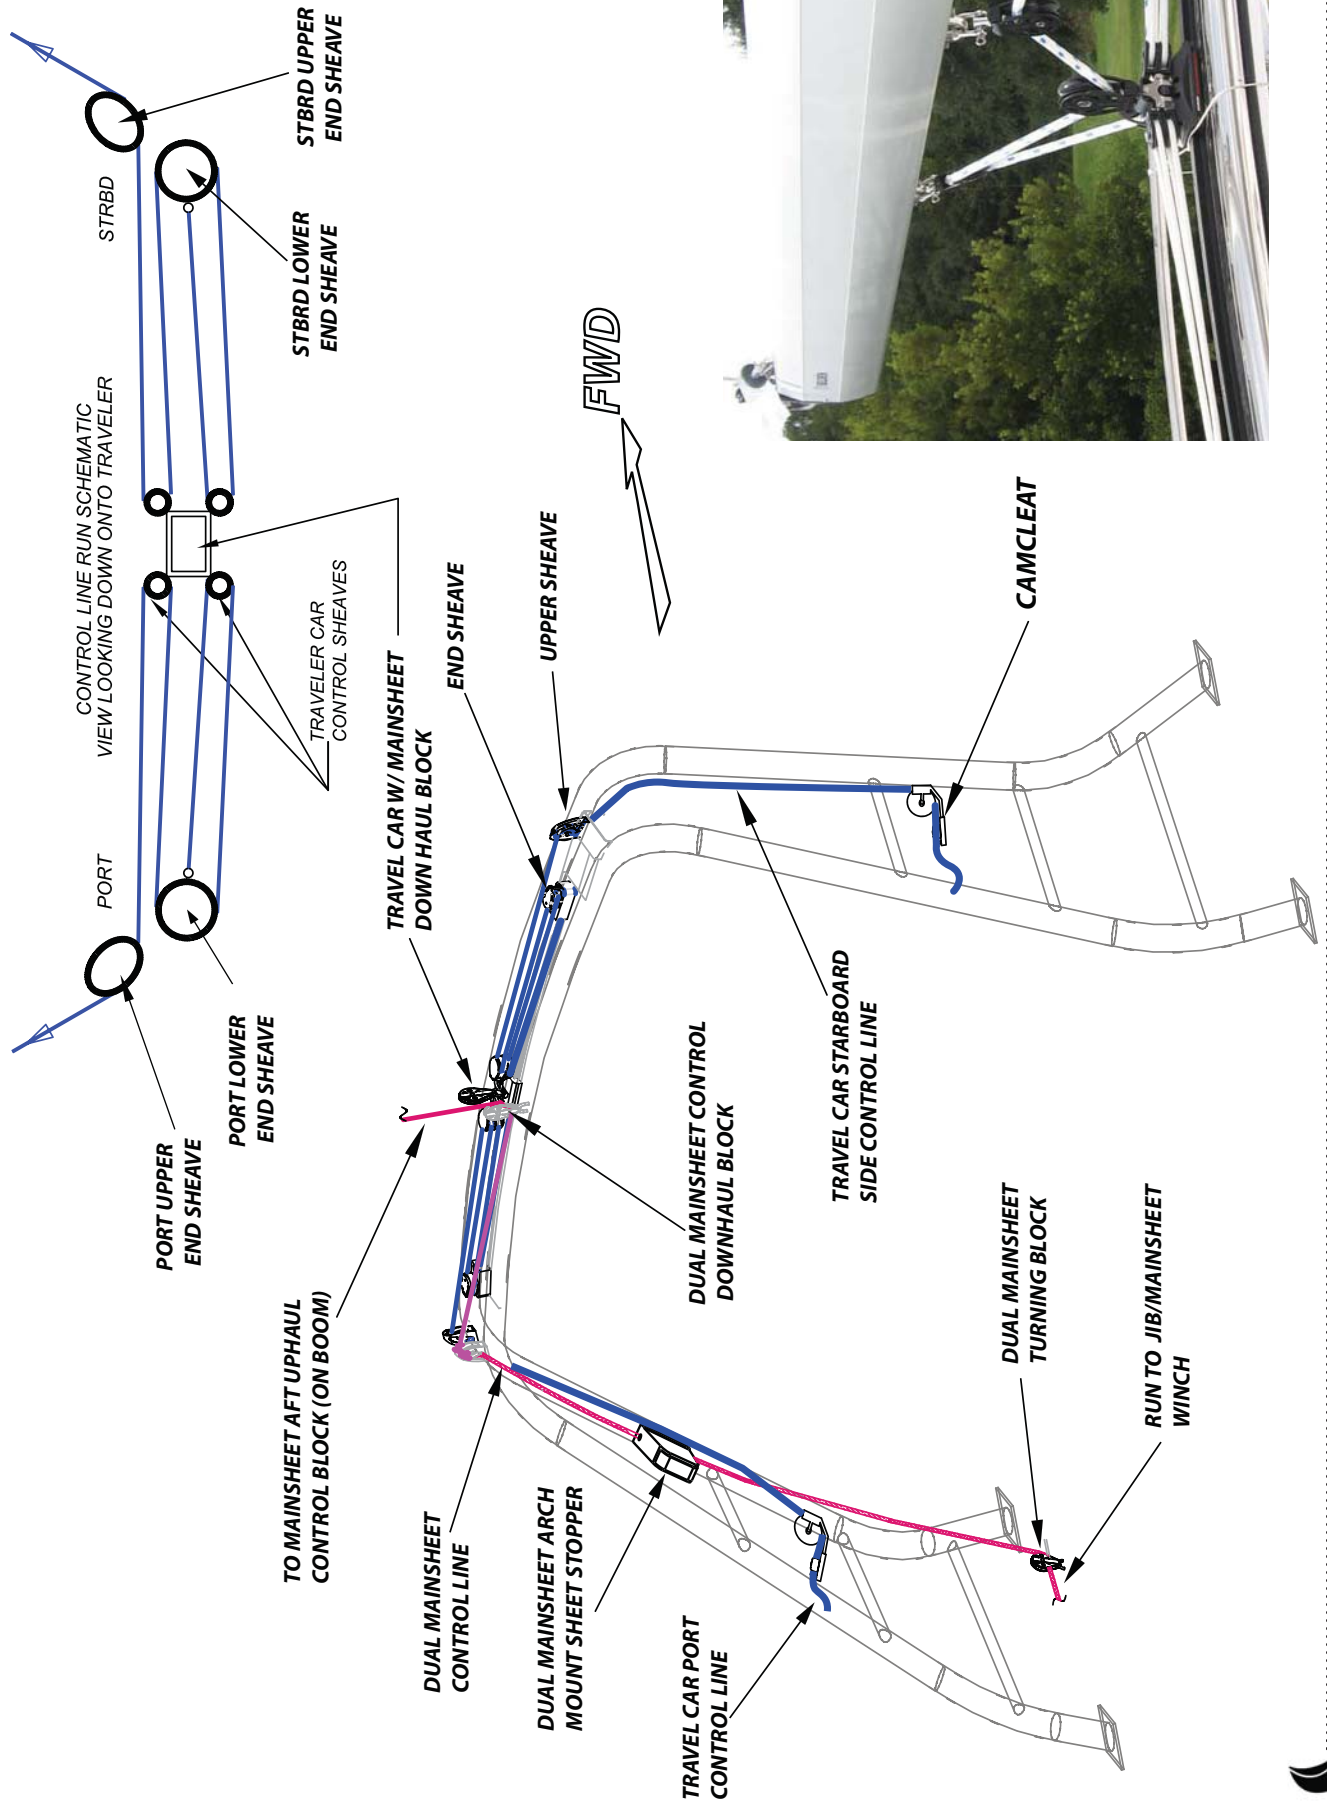 CONTROL LINE RUN SCHEMATIC
VIEW LOOKING DOWN ONTO TRAVELER
PORT
STRBD
PORT UPPER
END SHEAVE
PORT LOWER
END SHEAVE
TRAVELER CAR
CONTROL SHEAVES
STBRD LOWER
END SHEAVE
STBRD UPPER
END SHEAVE
TO MAINSHEET AFT UPHAUL
CONTROL BLOCK (ON BOOM)
TRAVEL CAR W/ MAINSHEET
DOWN HAUL BLOCK
END SHEAVE
UPPER SHEAVE
FWD
DUAL MAINSHEET
CONTROL LINE
DUAL MAINSHEET ARCH
MOUNT SHEET STOPPER
TRAVEL CAR PORT
CONTROL LINE
DUAL MAINSHEET CONTROL
DOWNHAUL BLOCK
TRAVEL CAR STARBOARD
SIDE CONTROL LINE
CAMCLEAT
DUAL MAINSHEET
TURNING BLOCK
RUN TO JIB/MAINSHEET
WINCH